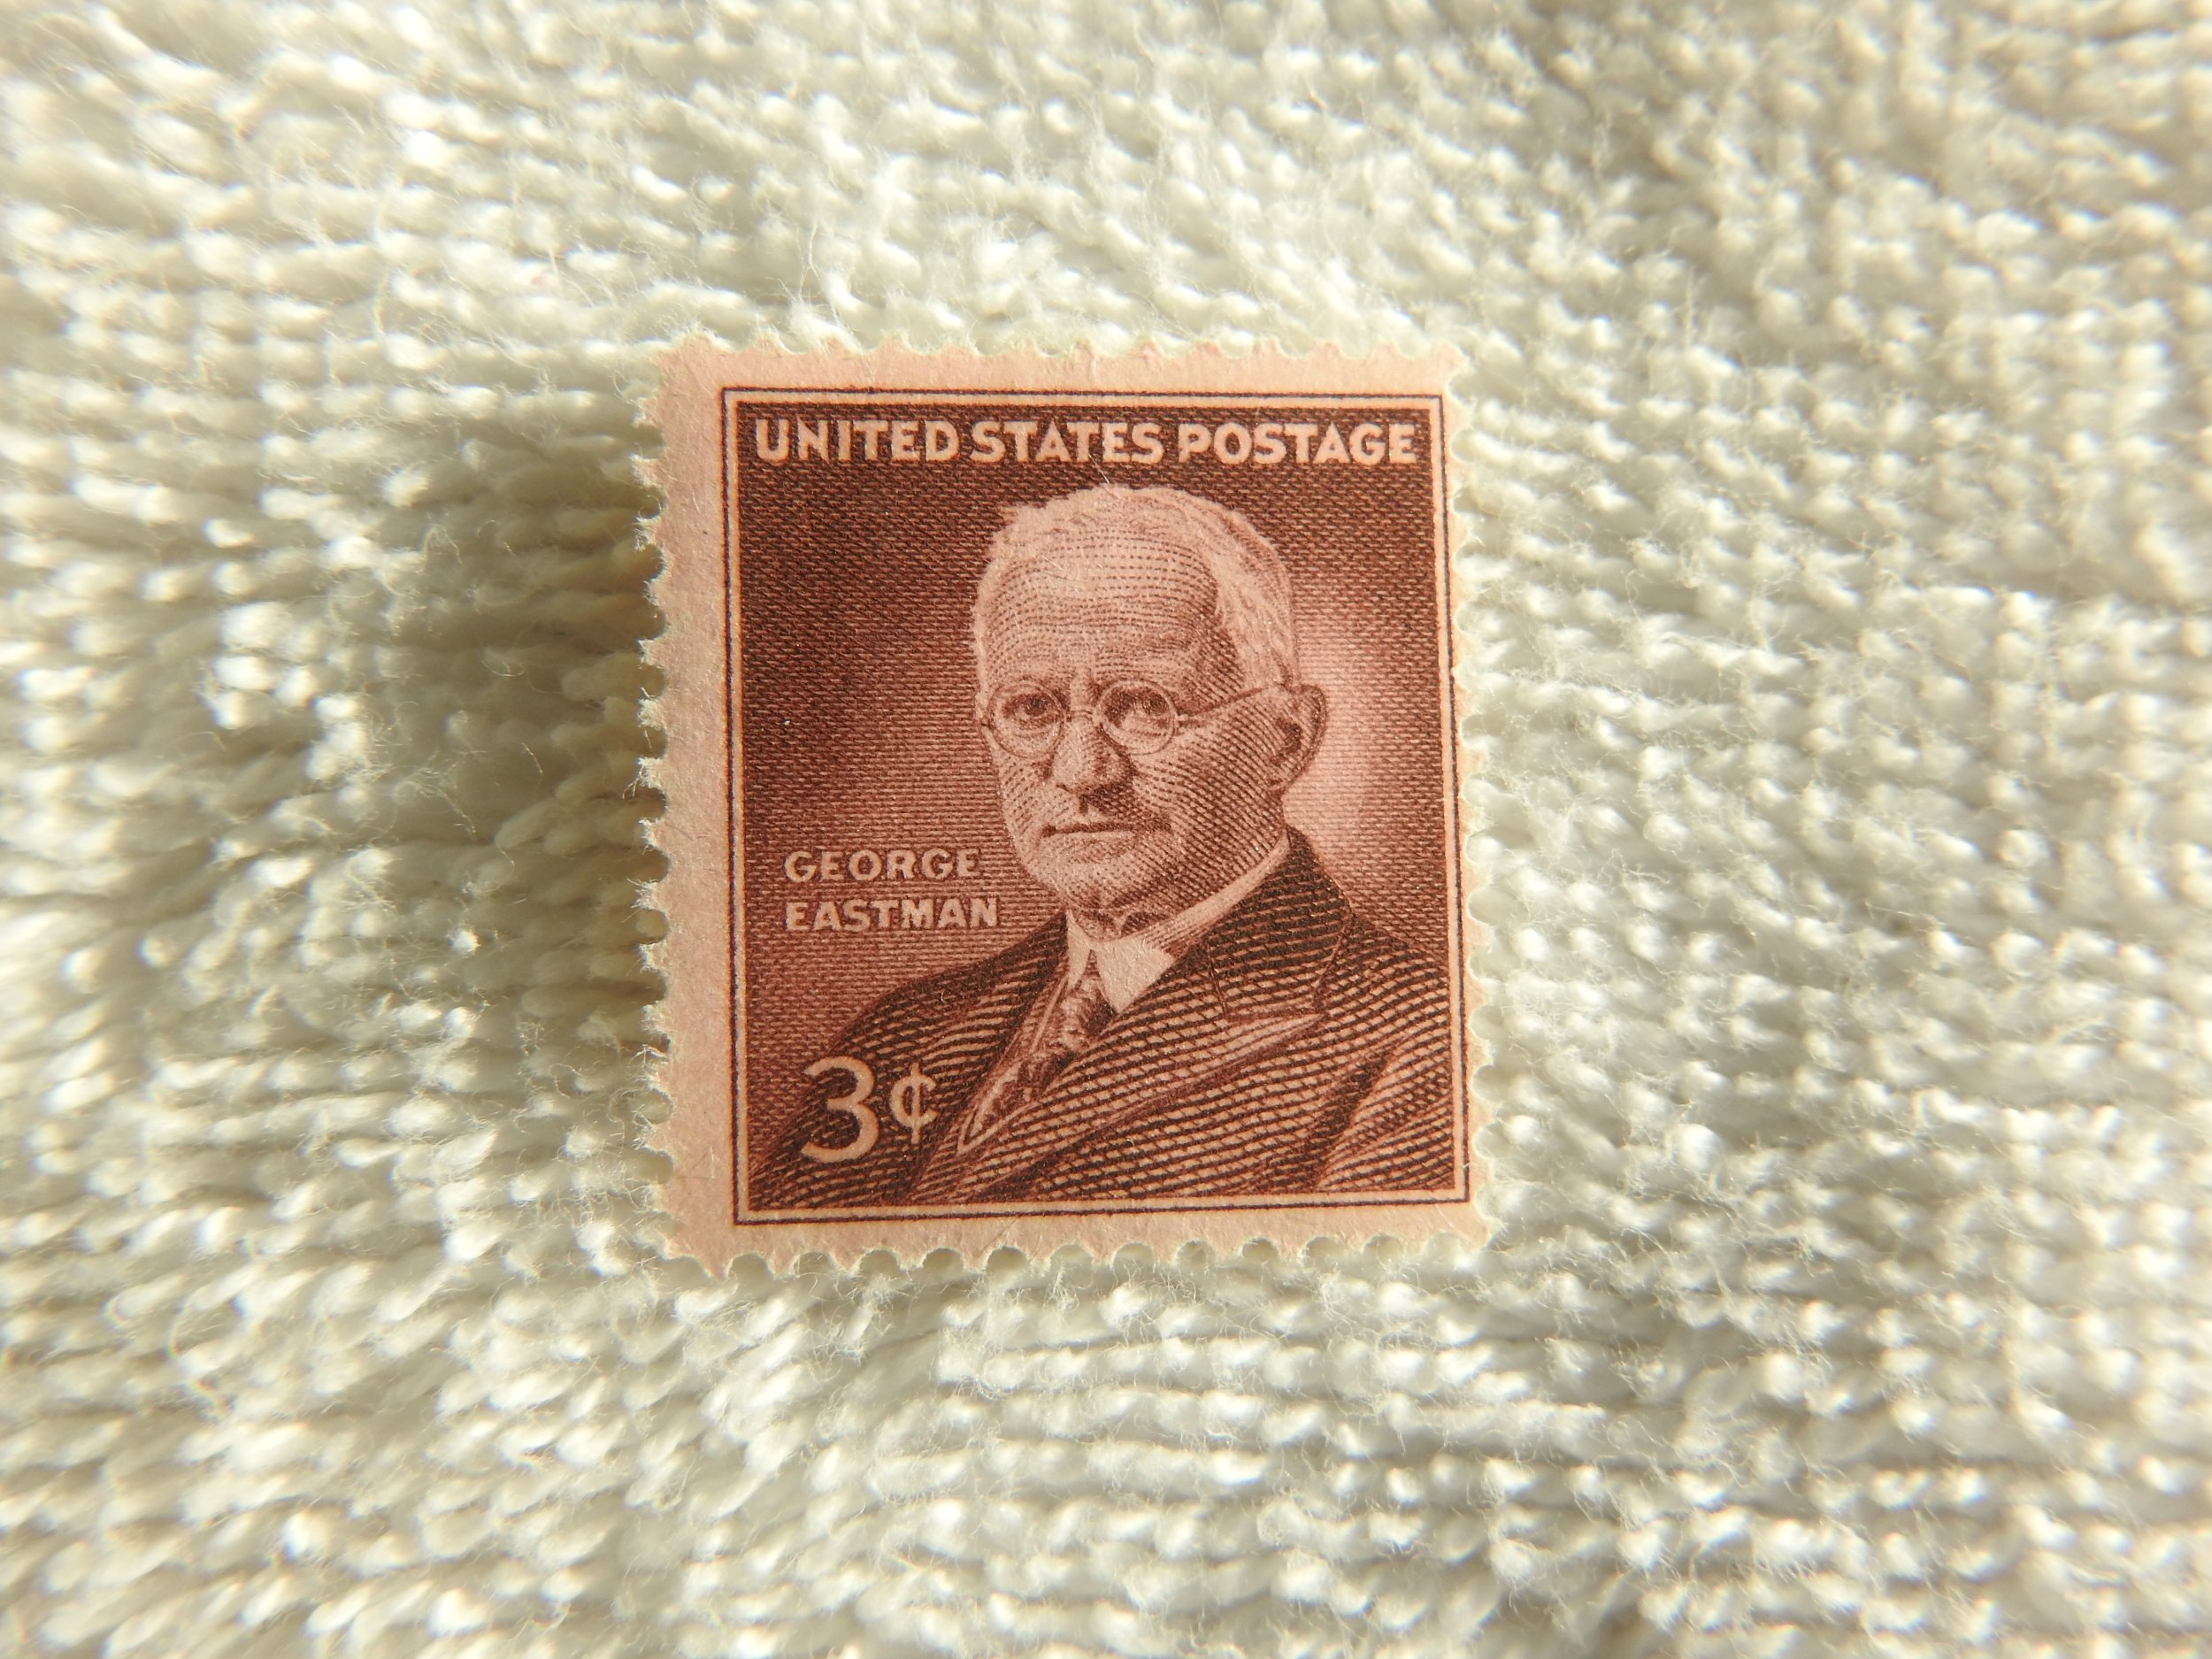 UNITED STATES POSTAGE
GEORGE
EASTMAN
3¢